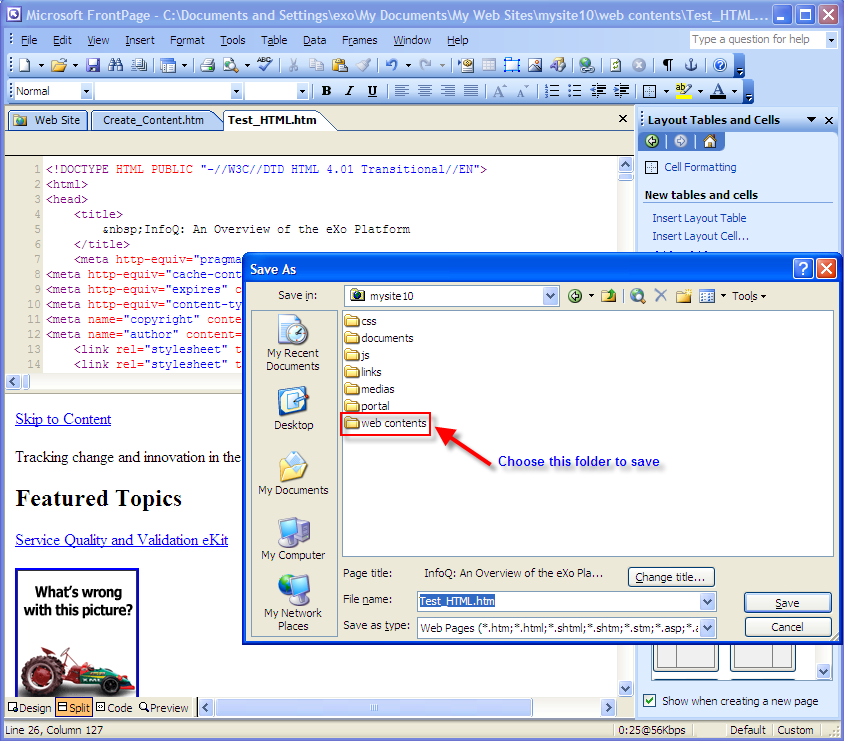 Microsoft FrontPage - C:\Documents and Settings\exo\My Documents\My Web Sites\mysite10\web contents\Test_HTML...
File Edit View Insert Format Tools Table Data Frames Window Help
Type a question for help
Normal
B I U
Web Site Create_Content.htm Test_HTML.htm
Layout Tables and Cells
Cell Formatting
New tables and cells
Insert Layout Table
Insert Layout Cell...
1 <!DOCTYPE HTML PUBLIC "-//W3C//DTD HTML 4.01 Transitional//EN">
2 <html>
3 <head>
4 <title>
5 &nbsp;InfoQ: An Overview of the eXo Platform
6 </title>
7 <meta http-equiv="pragma
8 <meta http-equiv="cache-cont
9 <meta http-equiv="expires" c
10 <meta http-equiv="content-ty
11 <meta name="copyright" conte
12 <meta name="author" content=
13 <link rel="stylesheet" t
14 <link rel="stylesheet" t
Skip to Content
Tracking change and innovation in the
Featured Topics
Service Quality and Validation eKit
What's wrong
with this picture?
XML
Save As
Save in: mysite10 Tools
My Recent
Documents
Desktop
My Documents
My Computer
My Network
Places
css
documents
js
links
medias
portal
web contents
Choose this folder to save
Page title: InfoQ: An Overview of the eXo Pla... Change title...
File name: Test_HTML.htm Save
Save as type: Web Pages (*.htm;*.html;*.shtml;*.shtm;*.stm;*.asp;*.a Cancel
Show when creating a new page
Design Split Code Preview
Line 26, Column 127 0:25@56Kbps Default Custom